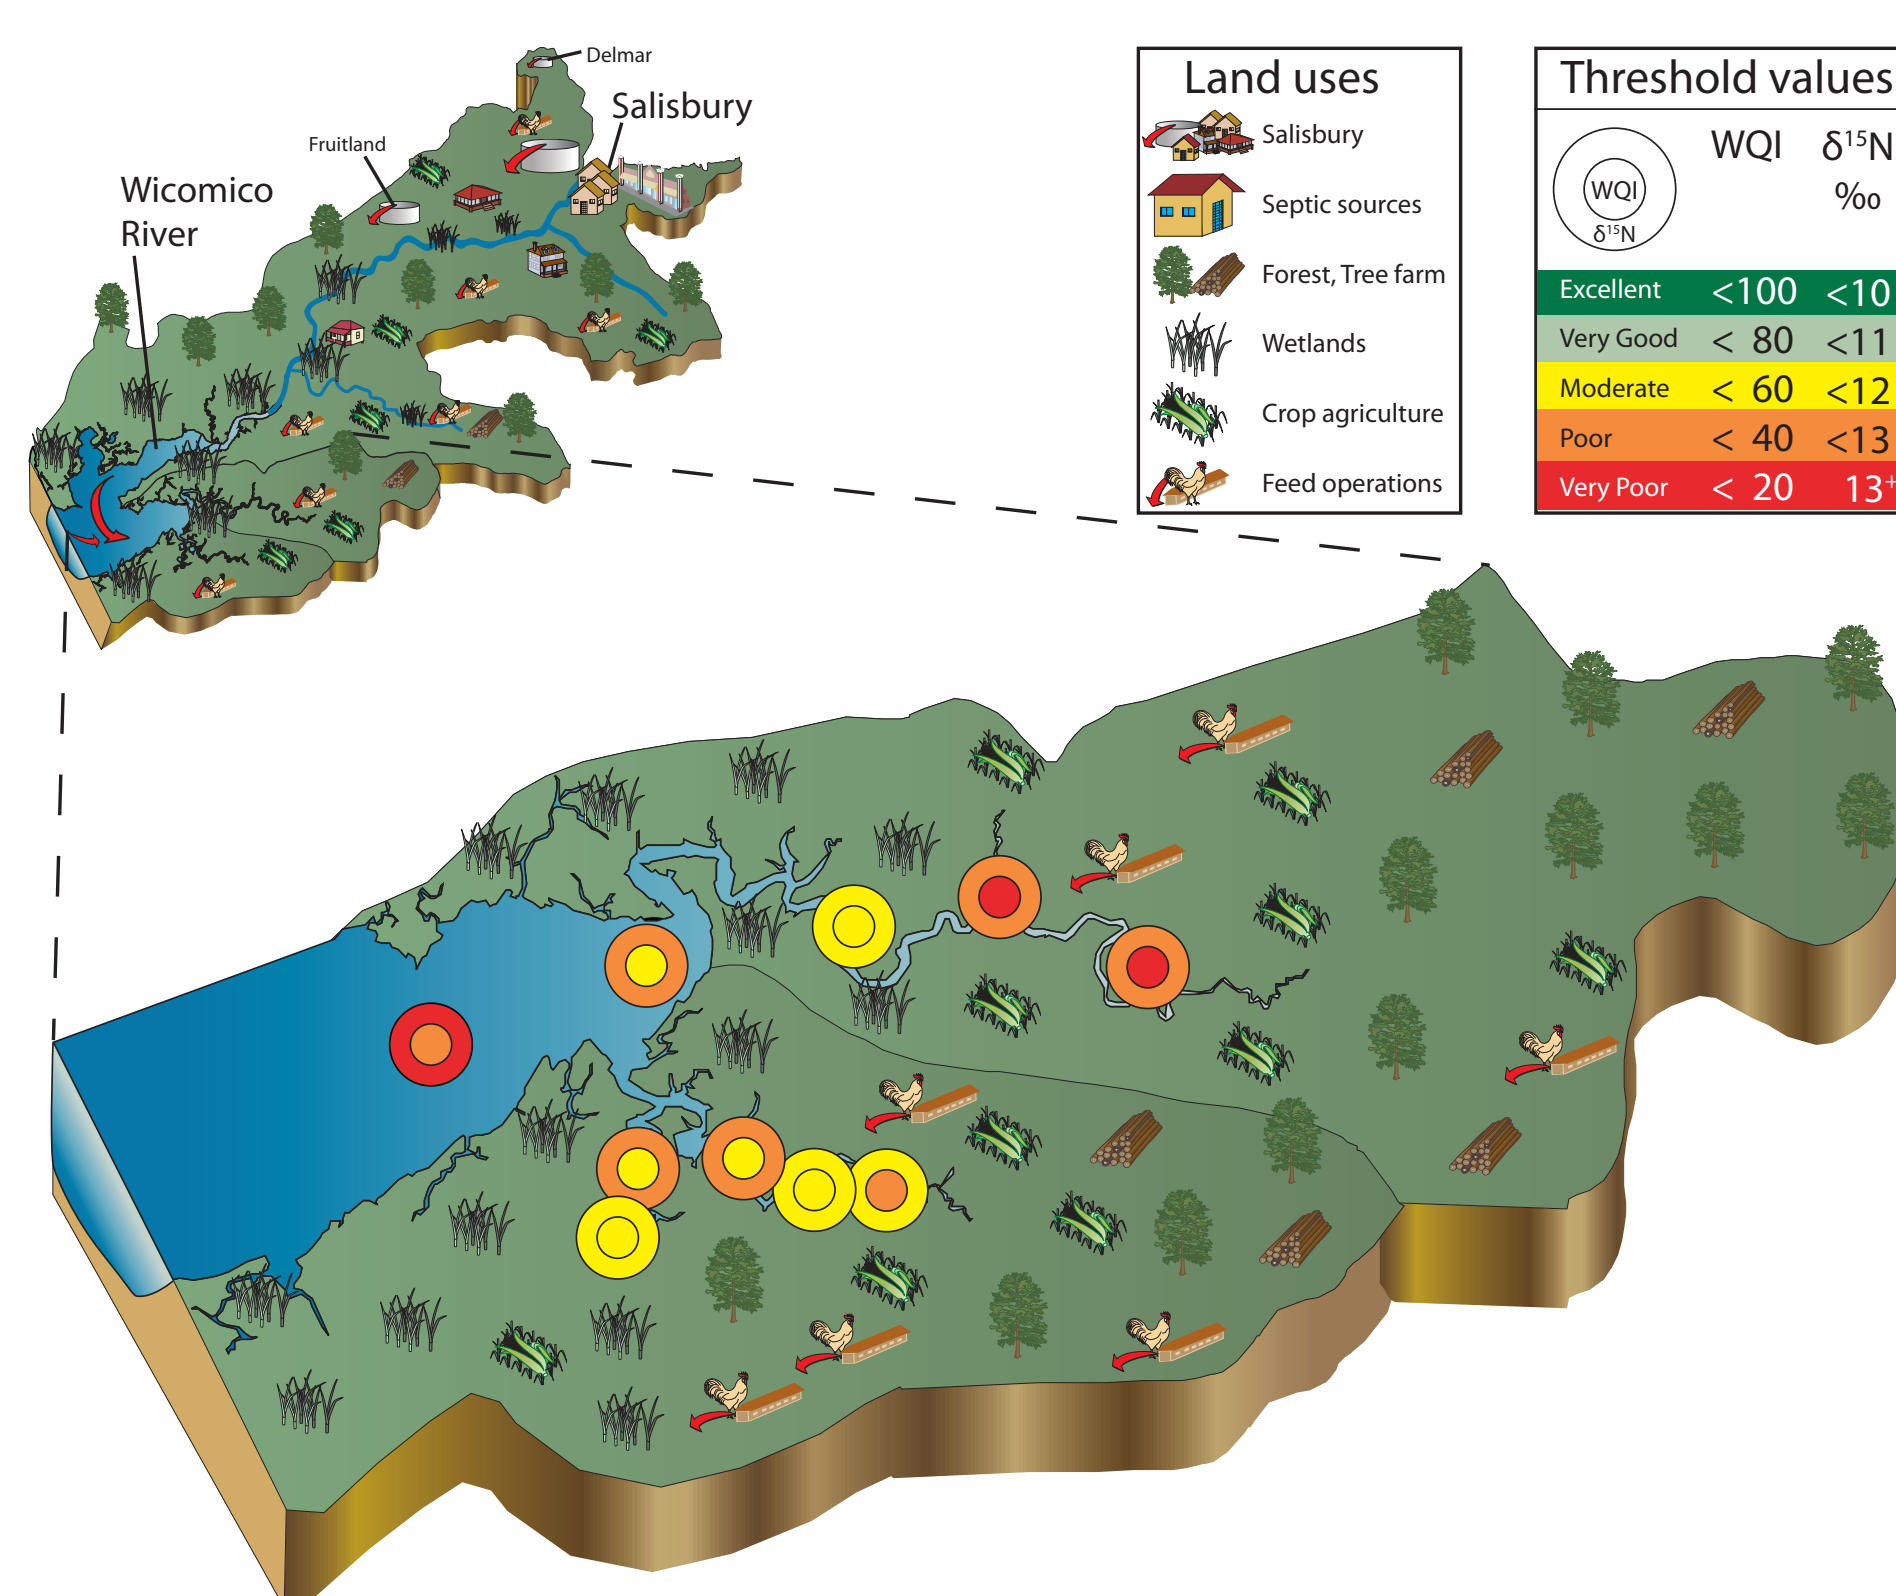 Delmar
Salisbury
Fruitland
Wicomico
River
Land uses
Salisbury
Septic sources
Forest, Tree farm
Wetlands
Crop agriculture
Feed operations
Threshold values
WQI δ¹⁵N
‰
WQI
δ¹⁵N
Excellent <100 <10
Very Good < 80 <11
Moderate < 60 <12
Poor < 40 <13
Very Poor < 20 13⁺